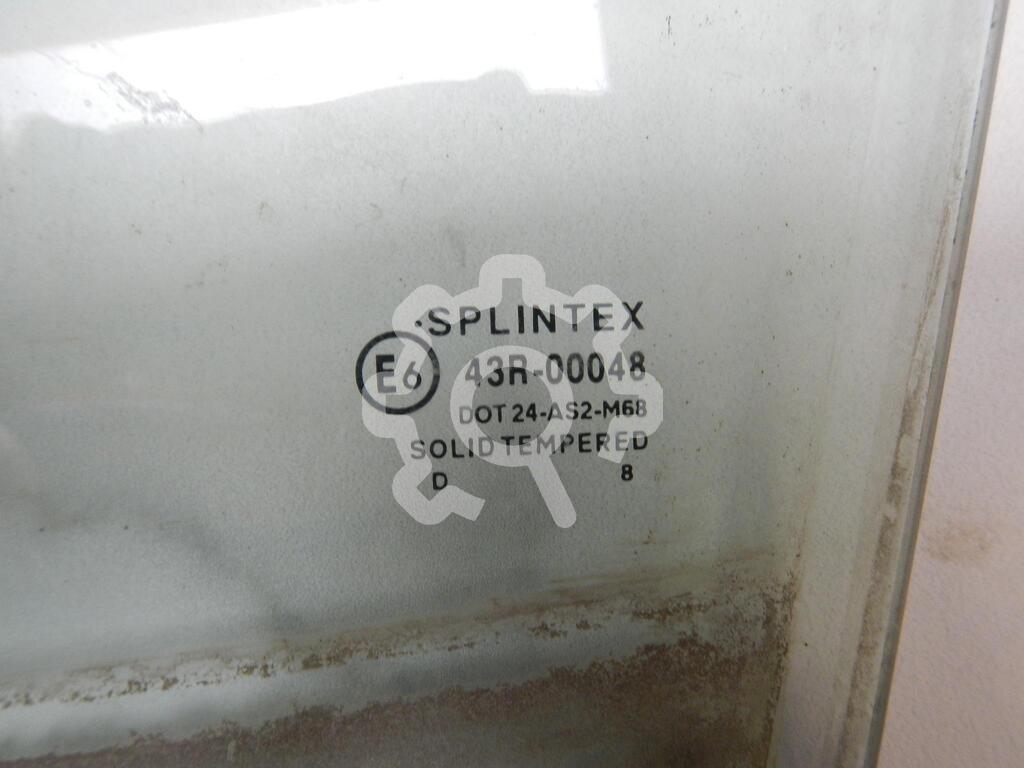 ·SPLINTEX
E6 43R-00048
DOT 24-AS2-M68
SOLID TEMPERED
D 8